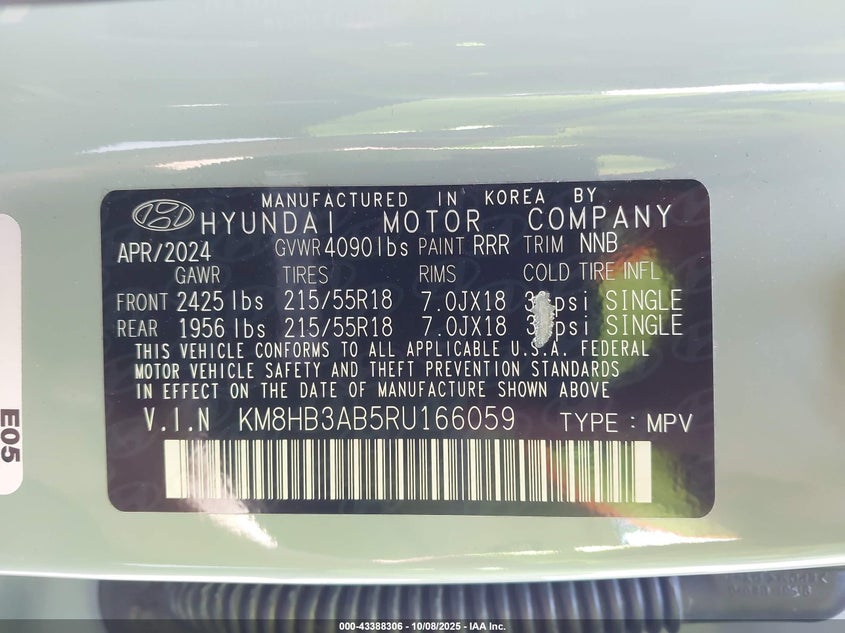 MANUFACTURED IN KOREA BY
HYUNDAI MOTOR COMPANY
APR/2024 GVWR 4090lbs PAINT RRR TRIM NNB
GAWR TIRES RIMS COLD TIRE INFL
FRONT 2425 lbs 215/55R18 7.0JX18 psi SINGLE
REAR 1956 lbs 215/55R18 7.0JX18 psi SINGLE
THIS VEHICLE CONFORMS TO ALL APPLICABLE U.S.A. FEDERAL
MOTOR VEHICLE SAFETY AND THEFT PREVENTION STANDARDS
IN EFFECT ON THE DATE OF MANUFACTURE SHOWN ABOVE
V.I.N KM8HB3AB5RU166059 TYPE : MPV
E05
000-43388306 - 10/08/2025 - IAA Inc.